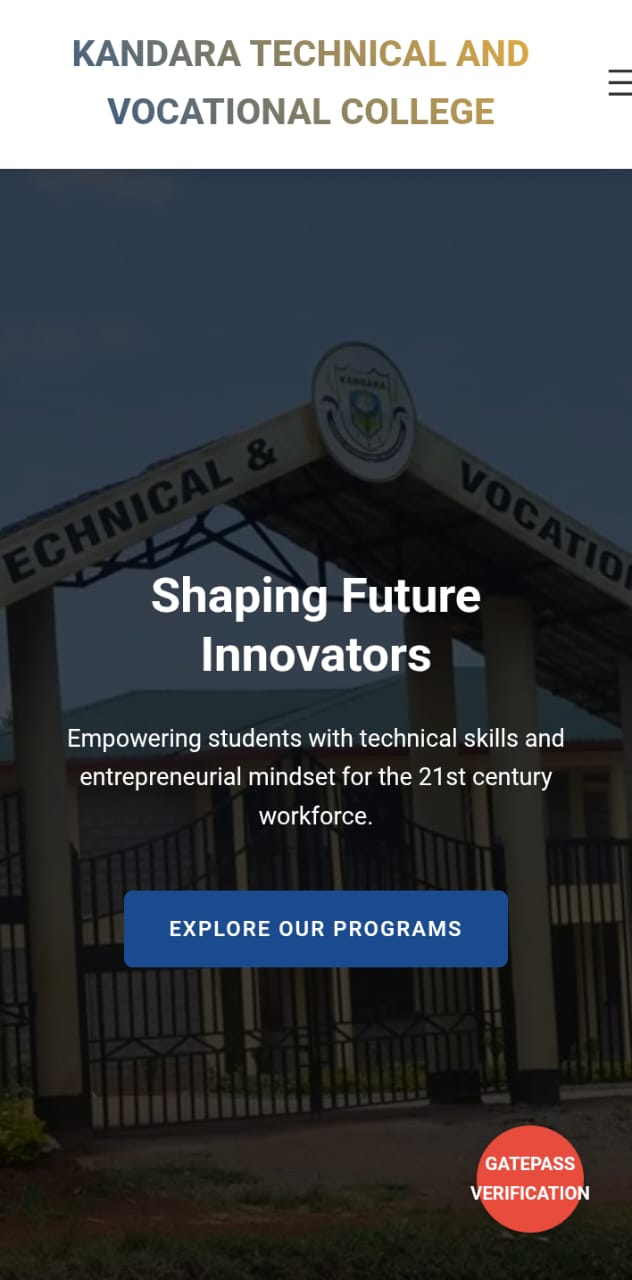 KANDARA TECHNICAL AND
VOCATIONAL COLLEGE
KANDARA
ECHNICAL &
VOCATIO
Shaping Future
Innovators
Empowering students with technical skills and
entrepreneurial mindset for the 21st century
workforce.
EXPLORE OUR PROGRAMS
GATEPASS
VERIFICATION